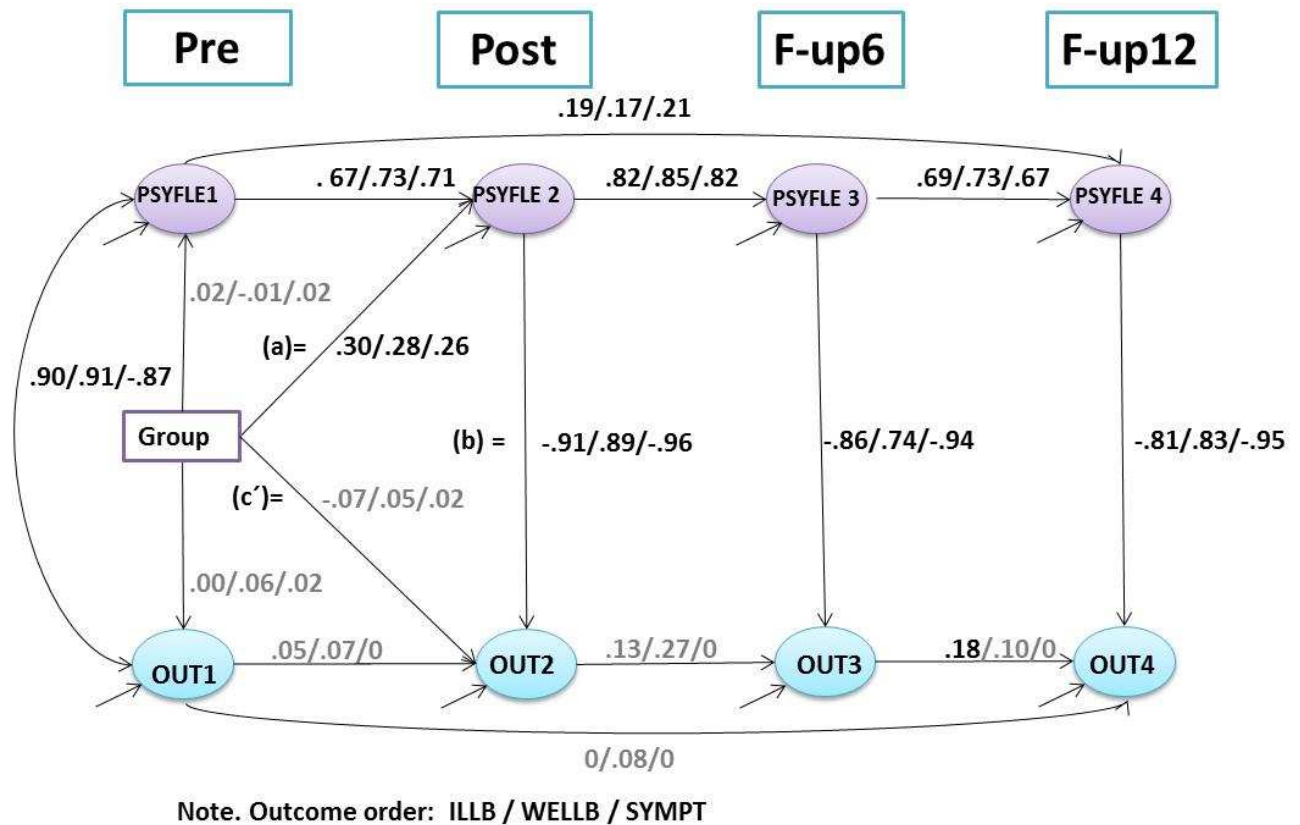 Pre Post F-up6 F-up12
.19/.17/.21
. 67/.73/.71 .82/.85/.82 .69/.73/.67
PSYFLE1 PSYFLE 2 PSYFLE 3 PSYFLE 4
.02/-.01/.02
(a)= .30/.28/.26
.90/.91/-.87
Group (b) = -.91/.89/-.96 -.86/.74/-.94 -.81/.83/-.95
(c´)= -.07/.05/.02
.00/.06/.02
.05/.07/0 .13/.27/0 .18/.10/0
OUT1 OUT2 OUT3 OUT4
0/.08/0
Note. Outcome order: ILLB / WELLB / SYMPT